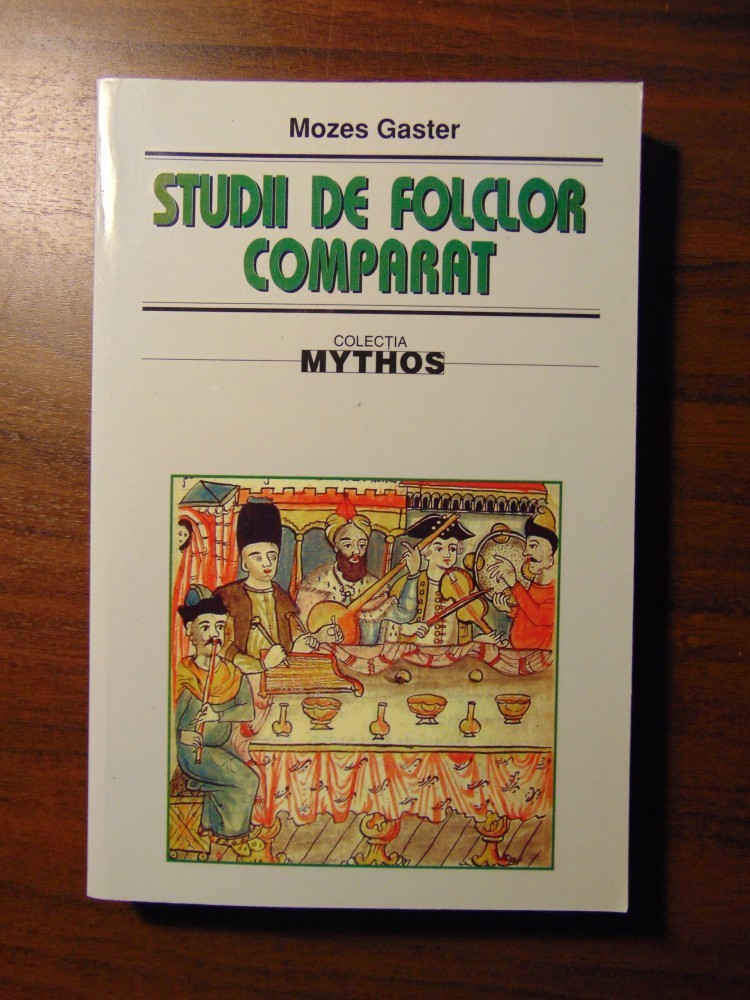 Mozes Gaster
STUDII DE FOLCLOR
COMPARAT
COLECȚIA
MYTHOS